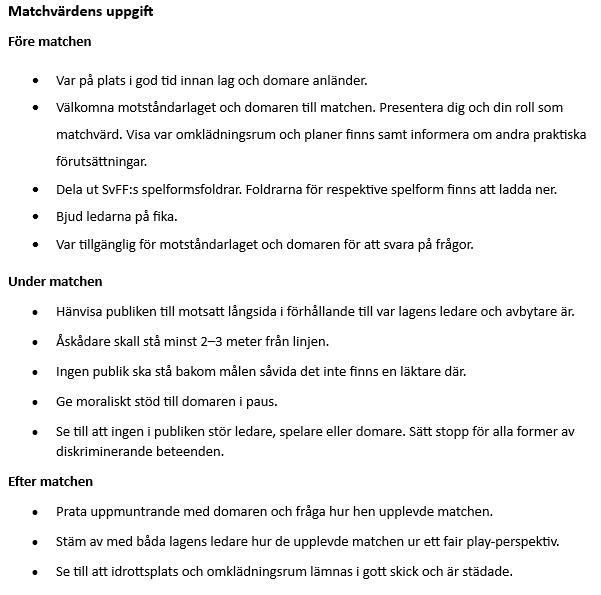 Matchvärdens uppgift
Före matchen
• Var på plats i god tid innan lag och domare anländer.
• Välkomna motståndarlaget och domaren till matchen. Presentera dig och din roll som
matchvärd. Visa var omklädningsrum och planer finns samt informera om andra praktiska
förutsättningar.
• Dela ut SvFF:s spelformsfoldrar. Foldrarna för respektive spelform finns att ladda ner.
• Bjud ledarna på fika.
• Var tillgänglig för motståndarlaget och domaren för att svara på frågor.
Under matchen
• Hänvisa publiken till motsatt långsida i förhållande till var lagens ledare och avbytare är.
• Åskådare skall stå minst 2–3 meter från linjen.
• Ingen publik ska stå bakom målen såvida det inte finns en läktare där.
• Ge moraliskt stöd till domaren i paus.
• Se till att ingen i publiken stör ledare, spelare eller domare. Sätt stopp för alla former av
diskriminerande beteenden.
Efter matchen
• Prata uppmuntrande med domaren och fråga hur hen upplevde matchen.
• Stäm av med båda lagens ledare hur de upplevde matchen ur ett fair play-perspektiv.
• Se till att idrottsplats och omklädningsrum lämnas i gott skick och är städade.